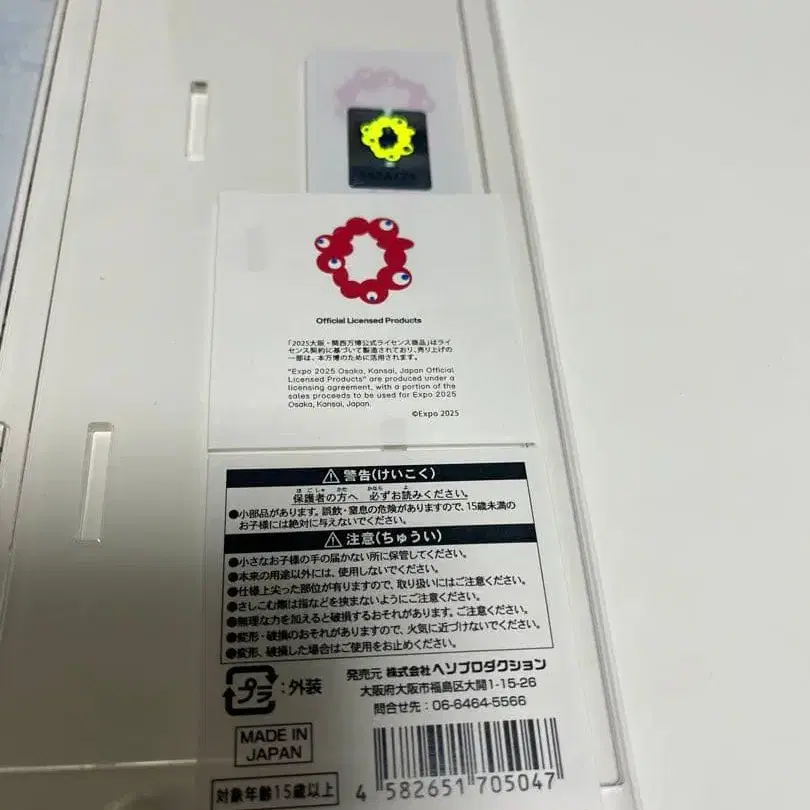 Official Licensed Products
「2025大阪・関西万博公式ライセンス商品」はライ
センス契約に基づいて製造されており、売り上げの
一部は、本万博のために活用されます。
"Expo 2025 Osaka, Kansai, Japan Official
Licensed Products" are produced under a
licensing agreement, with a portion of the
sales proceeds to be used for Expo 2025
Osaka, Kansai, Japan.
©Expo 2025
⚠警告(けいこく)
ほごしゃ かた かなら よ
保護者の方へ 必ずお読みください。
●小部品があります。誤飲・窒息の危険がありますので、15歳未満の
お子様には絶対に与えないでください。
⚠注意(ちゅうい)
●小さなお子様の手の届かない所に保管してください。
●本来の用途以外には、使用しないでください。
●仕様上尖った部位が有りますので、取り扱いにはご注意ください。
●さしこむ際は指などを挟まないようにご注意ください。
●無理な力を加えると破損するおそれがあります。ご注意ください。
●変形・破損のおそれがありますので、火気に近づけないでください。
●変形、破損した場合はご使用をお止めください。
プラ:外装
発売元 株式会社ヘソプロダクション
大阪府大阪市福島区大開1-15-26
問合せ先:06-6464-5566
MADE IN
JAPAN
対象年齢15歳以上
4 582651 705047